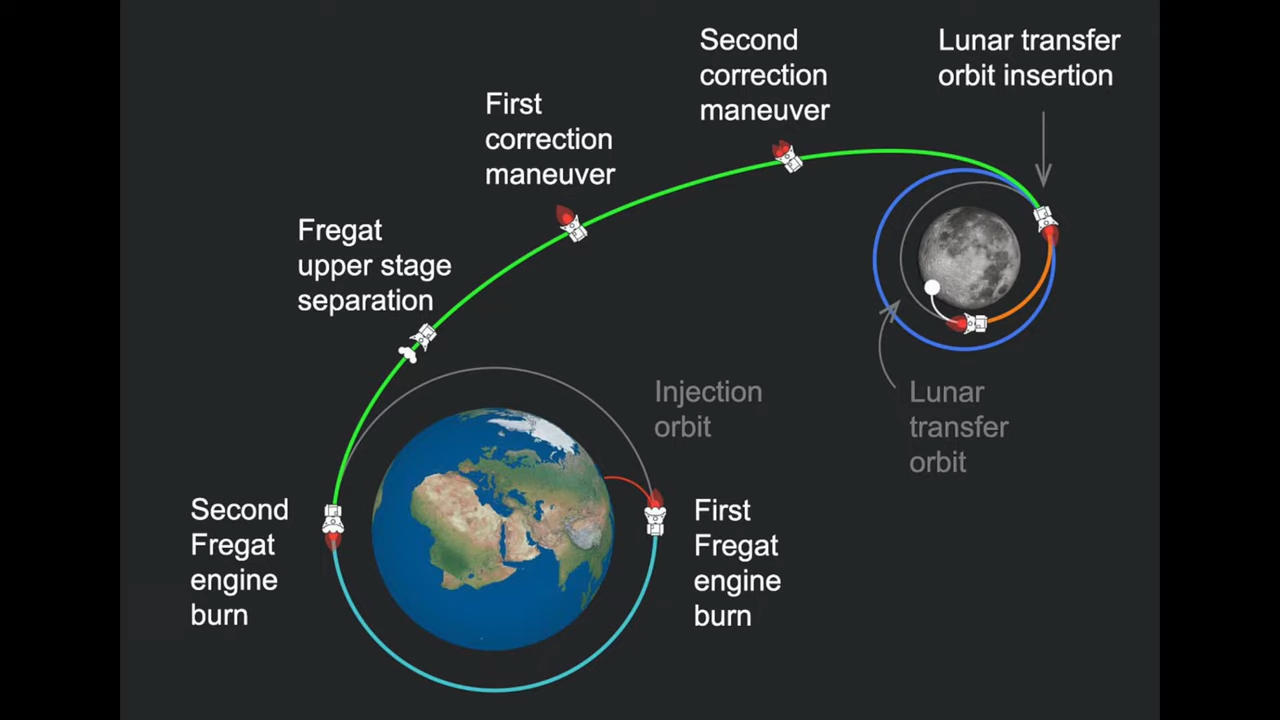 Second
correction
maneuver
Lunar transfer
orbit insertion
First
correction
maneuver
Fregat
upper stage
separation
Injection
orbit
Lunar
transfer
orbit
Second
Fregat
engine
burn
First
Fregat
engine
burn